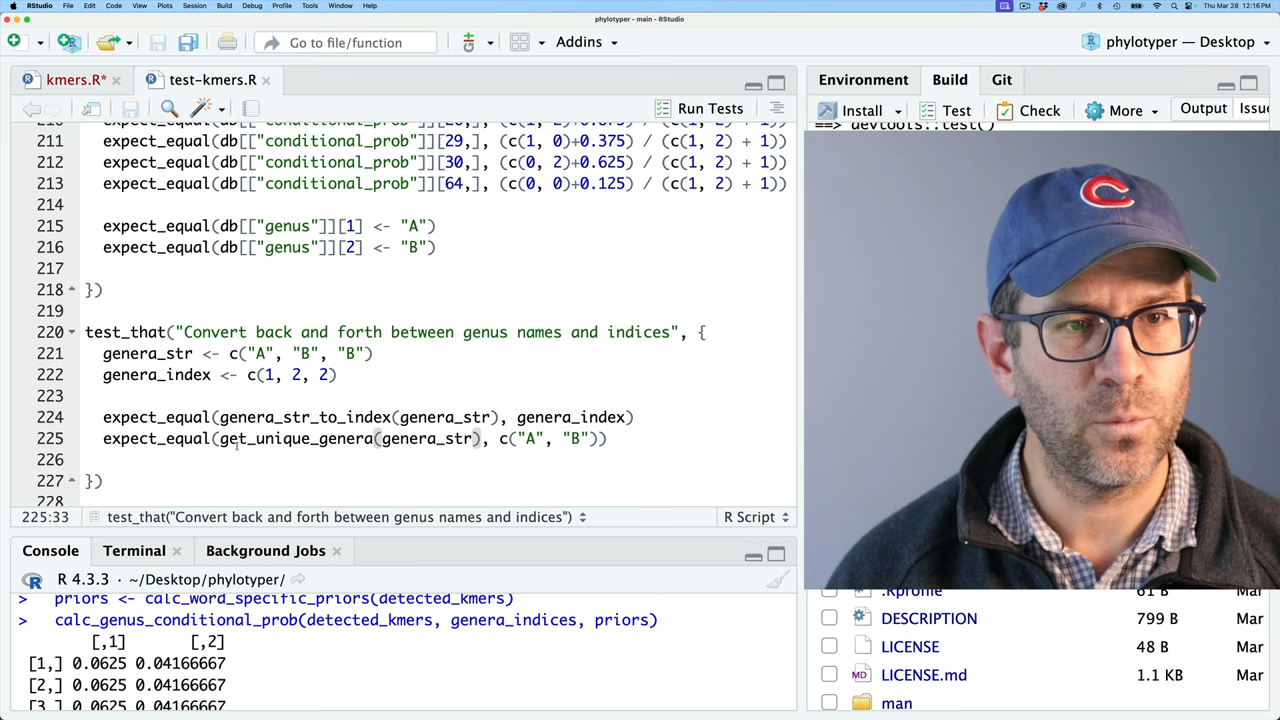 RStudio File Edit Code View Plots Session Build Debug Profile Tools Window Help
Thu Mar 28 12:16 PM
phylotyper - main - RStudio
Go to file/function
Addins
phylotyper — Desktop
kmers.R*
test-kmers.R
Run Tests
211 expect_equal(db[["conditional_prob"]][29,], (c(1, 0)+0.375) / (c(1, 2) + 1))
212 expect_equal(db[["conditional_prob"]][30,], (c(0, 2)+0.625) / (c(1, 2) + 1))
213 expect_equal(db[["conditional_prob"]][64,], (c(0, 0)+0.125) / (c(1, 2) + 1))
214
215 expect_equal(db[["genus"]][1] <- "A")
216 expect_equal(db[["genus"]][2] <- "B")
217
218 })
219
220 test_that("Convert back and forth between genus names and indices", {
221 genera_str <- c("A", "B", "B")
222 genera_index <- c(1, 2, 2)
223
224 expect_equal(genera_str_to_index(genera_str), genera_index)
225 expect_equal(get_unique_genera(genera_str), c("A", "B"))
226
227 })
228
225:33 test_that("Convert back and forth between genus names and indices") R Script
Console Terminal Background Jobs
R 4.3.3 · ~/Desktop/phylotyper/
> priors <- calc_word_specific_priors(detected_kmers)
> calc_genus_conditional_prob(detected_kmers, genera_indices, priors)
[,1] [,2]
[1,] 0.0625 0.04166667
[2,] 0.0625 0.04166667
[3,] 0.0625 0.04166667
Environment Build Git
Install Test Check More Output Issue
==> devtools::test()
C
.Rprofile 61 B Mar
DESCRIPTION 799 B Mar
LICENSE 48 B Mar
LICENSE.md 1.1 KB Mar
man